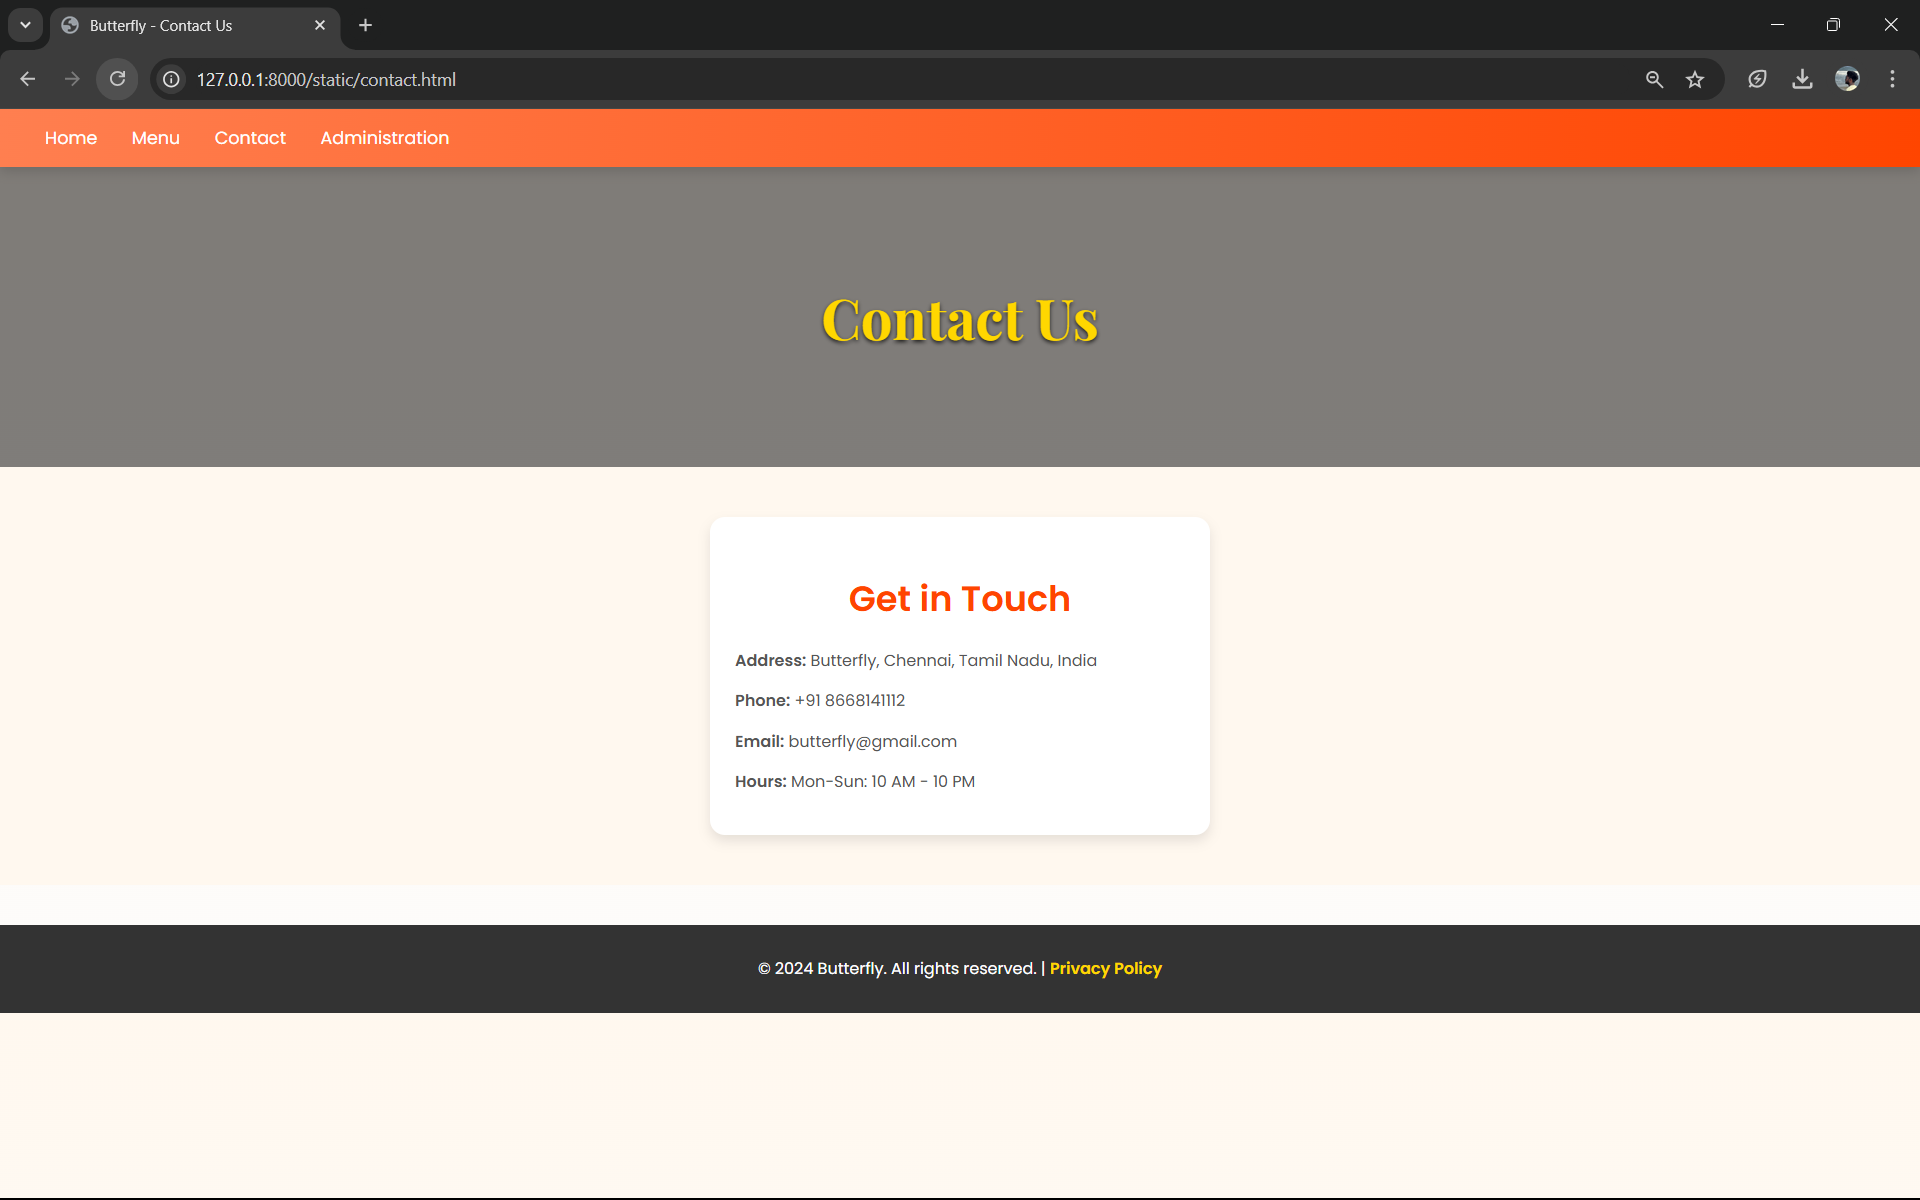 Butterfly - Contact Us
127.0.0.1:8000/static/contact.html
Home Menu Contact Administration
Contact Us
Get in Touch
Address: Butterfly, Chennai, Tamil Nadu, India
Phone: +91 8668141112
Email: butterfly@gmail.com
Hours: Mon-Sun: 10 AM - 10 PM
© 2024 Butterfly. All rights reserved. | Privacy Policy